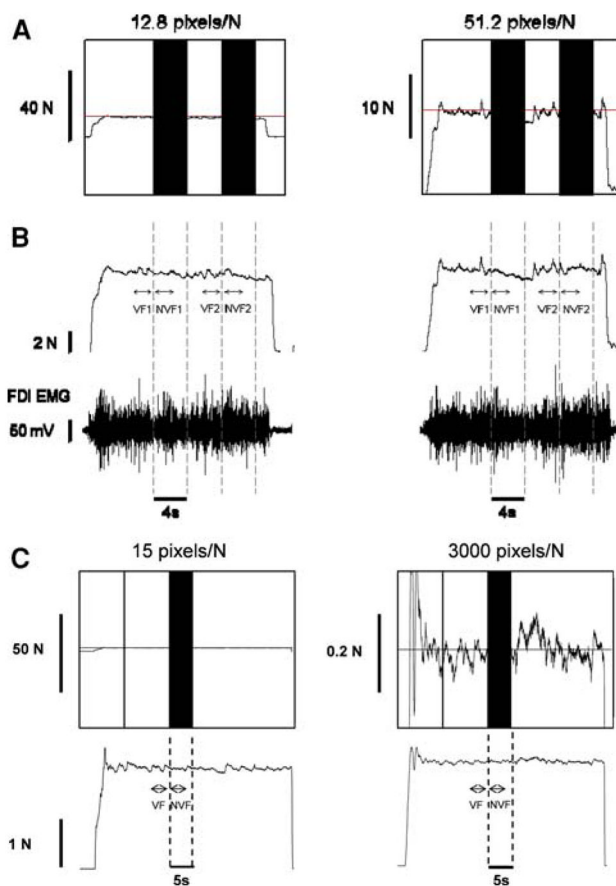 A
12.8 pixels/N
51.2 pixels/N
40 N
10 N
B
VF1 NVF1 VF2 NVF2
VF1 NVF1 VF2 NVF2
2 N
FDI EMG
50 mV
4s
4s
C
15 pixels/N
3000 pixels/N
50 N
0.2 N
VF NVF
VF NVF
1 N
5s
5s